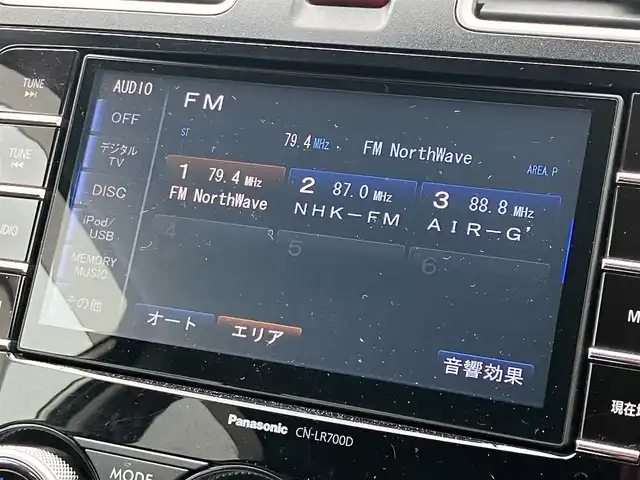 TUNE
TUNE
AUDIO
OFF
デジタル
TV
DISC
iPod/
USB
MEMORY
MUSIC
その他
FM
ST
79.4MHz
FM NorthWave
AREA P
1 79.4 MHz
FM NorthWave
2 87.0 MHz
NHK-FM
3 88.8 MHz
AIR-G'
4
5
6
オート
エリア
音響効果
Panasonic CN-LR700D
MODE
現在地